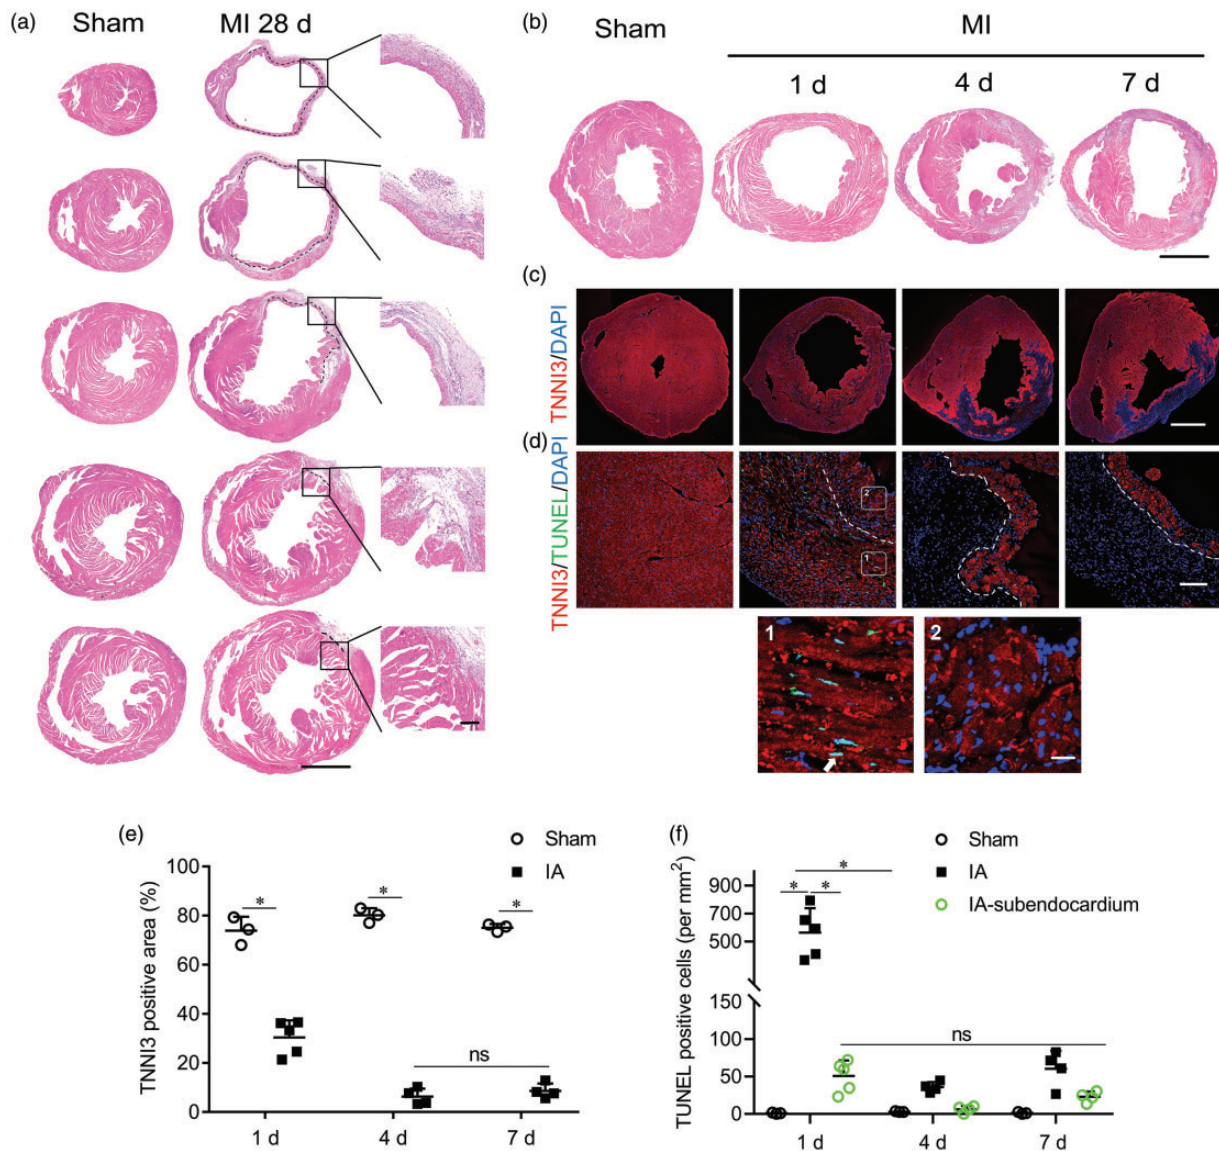 (a)
Sham
MI 28 d
(b)
Sham
MI
1 d
4 d
7 d
(c)
TNNI3/DAPI
(d)
TNNI3/TUNEL/DAPI
2
1
1
2
(e)
Sham
IA
TNNI3 positive area (%)
100
80
60
40
20
0
*
*
*
ns
1 d
4 d
7 d
(f)
Sham
IA
IA-subendocardium
TUNEL positive cells (per mm²)
900
700
500
150
100
50
0
*
*
*
ns
1 d
4 d
7 d